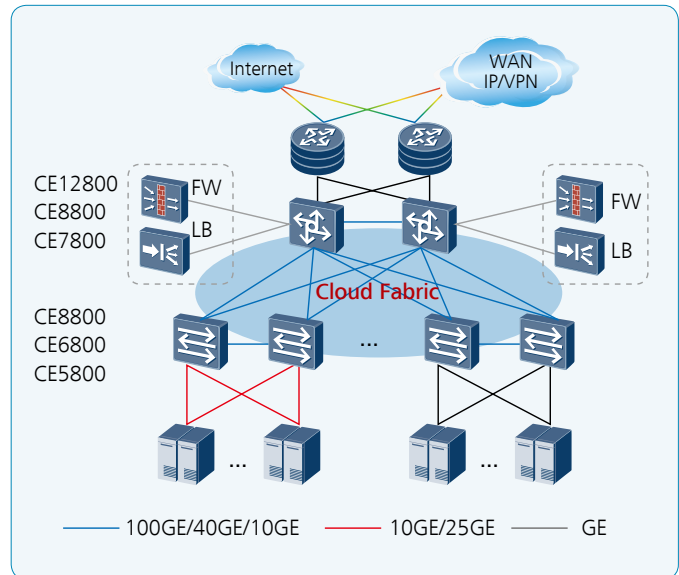 Internet
WAN
IP/VPN
CE12800
CE8800
CE7800
FW
LB
FW
LB
Cloud Fabric
CE8800
CE6800
CE5800
...
...
...
100GE/40GE/10GE
10GE/25GE
GE